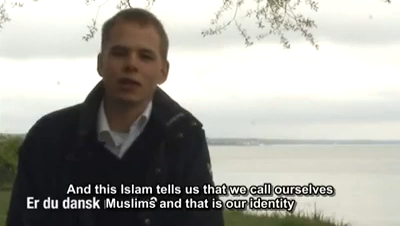 And this Islam tells us that we call ourselves
Muslims and that is our identity
Er du dansk